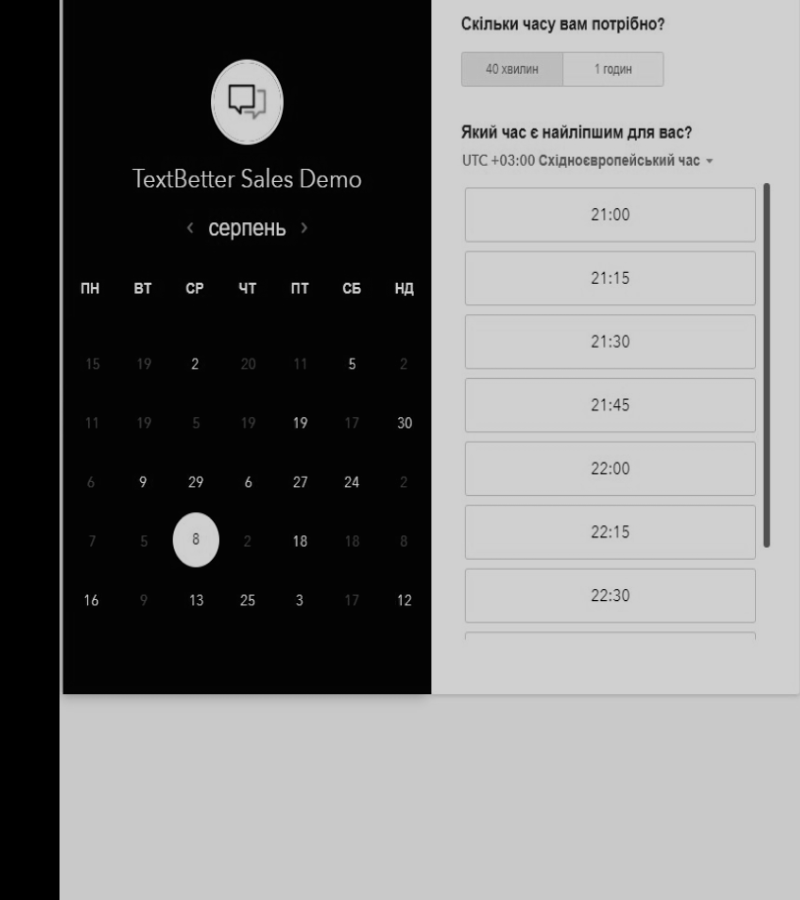 TextBetter Sales Demo
‹ серпень ›
ПН ВТ СР ЧТ ПТ СБ НД
15 19 2 20 11 5 2
11 19 5 19 19 17 30
6 9 29 6 27 24 2
7 5 8 2 18 18 8
16 9 13 25 3 17 12
Скільки часу вам потрібно?
40 хвилин 1 годин
Який час є найліпшим для вас?
UTC +03:00 Східноєвропейський час
21:00
21:15
21:30
21:45
22:00
22:15
22:30